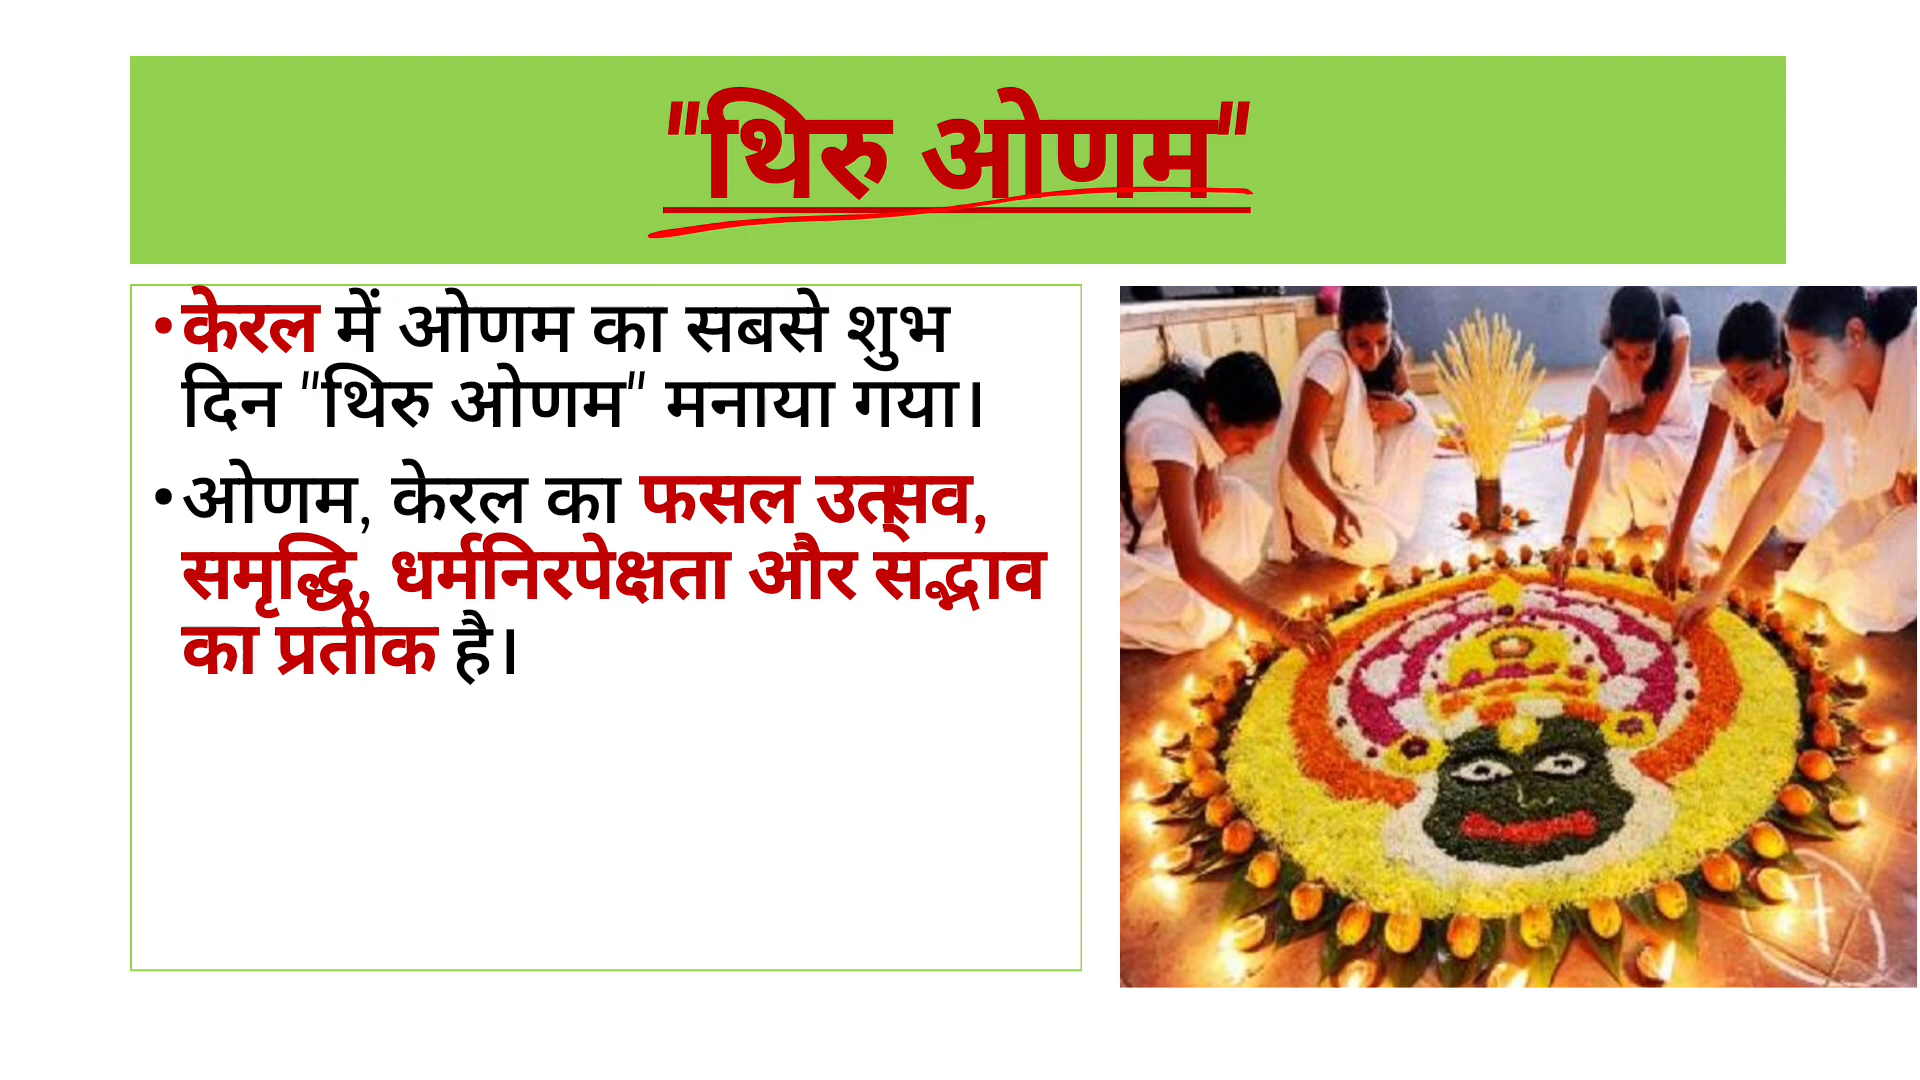 "थिरु ओणम"
•केरल में ओणम का सबसे शुभ
दिन "थिरु ओणम" मनाया गया।
•ओणम, केरल का फसल उत्सव,
समृद्धि, धर्मनिरपेक्षता और सद्भाव
का प्रतीक है।